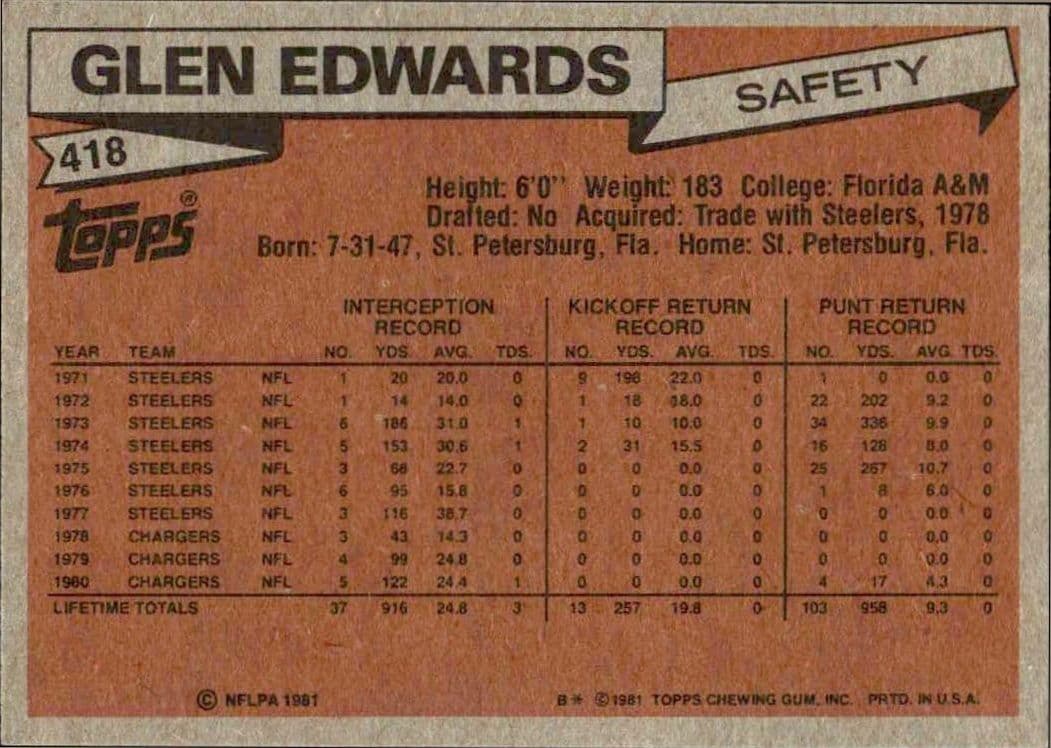 GLEN EDWARDS
SAFETY
418
Topps®
Height: 6'0" Weight: 183 College: Florida A&M
Drafted: No Acquired: Trade with Steelers, 1978
Born: 7-31-47, St. Petersburg, Fla. Home: St. Petersburg, Fla.
INTERCEPTION RECORD KICKOFF RETURN RECORD PUNT RETURN RECORD
YEAR TEAM NO. YDS. AVG. TDS. NO. YDS. AVG. TDS. NO. YDS. AVG. TDS.
1971 STEELERS NFL 1 20 20.0 0 9 198 22.0 0 1 0 0.0 0
1972 STEELERS NFL 1 14 14.0 0 1 18 18.0 0 22 202 9.2 0
1973 STEELERS NFL 6 186 31.0 1 1 10 10.0 0 34 336 9.9 0
1974 STEELERS NFL 5 153 30.6 1 2 31 15.5 0 16 128 8.0 0
1975 STEELERS NFL 3 68 22.7 0 0 0 0.0 0 25 267 10.7 0
1976 STEELERS NFL 6 95 15.8 0 0 0 0.0 0 1 8 8.0 0
1977 STEELERS NFL 3 116 38.7 0 0 0 0.0 0 0 0 0.0 0
1978 CHARGERS NFL 3 43 14.3 0 0 0 0.0 0 0 0 0.0 0
1979 CHARGERS NFL 4 99 24.8 0 0 0 0.0 0 0 0 0.0 0
1980 CHARGERS NFL 5 122 24.4 1 0 0 0.0 0 4 17 4.3 0
LIFETIME TOTALS 37 916 24.8 3 13 257 19.8 0 103 958 9.3 0
© NFLPA 1981 B* © 1981 TOPPS CHEWING GUM, INC. PRTD. IN U.S.A.